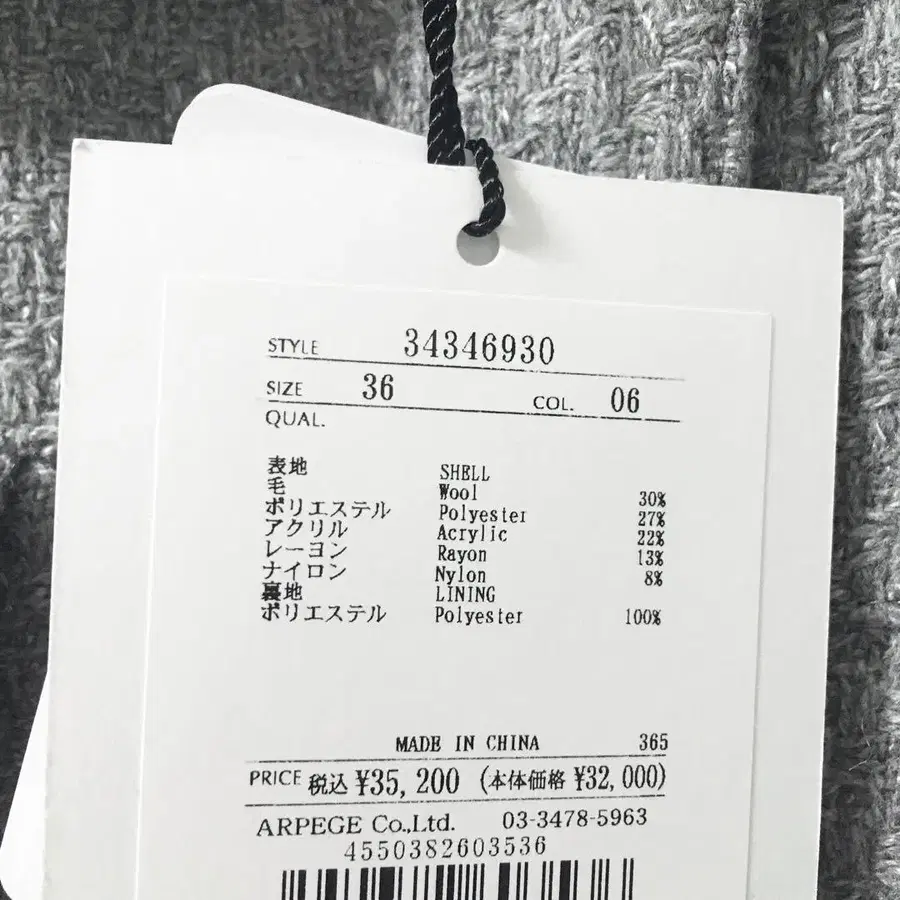 STYLE 34346930
SIZE 36 COL. 06
QUAL.
表地 SHELL
毛 Wool 30%
ポリエステル Polyester 27%
アクリル Acrylic 22%
レーヨン Rayon 13%
ナイロン Nylon 8%
裏地 LINING
ポリエステル Polyester 100%
MADE IN CHINA 365
PRICE 税込 ¥35,200 (本体価格 ¥32,000)
ARPEGE Co.,Ltd. 03-3478-5963
4550382603536